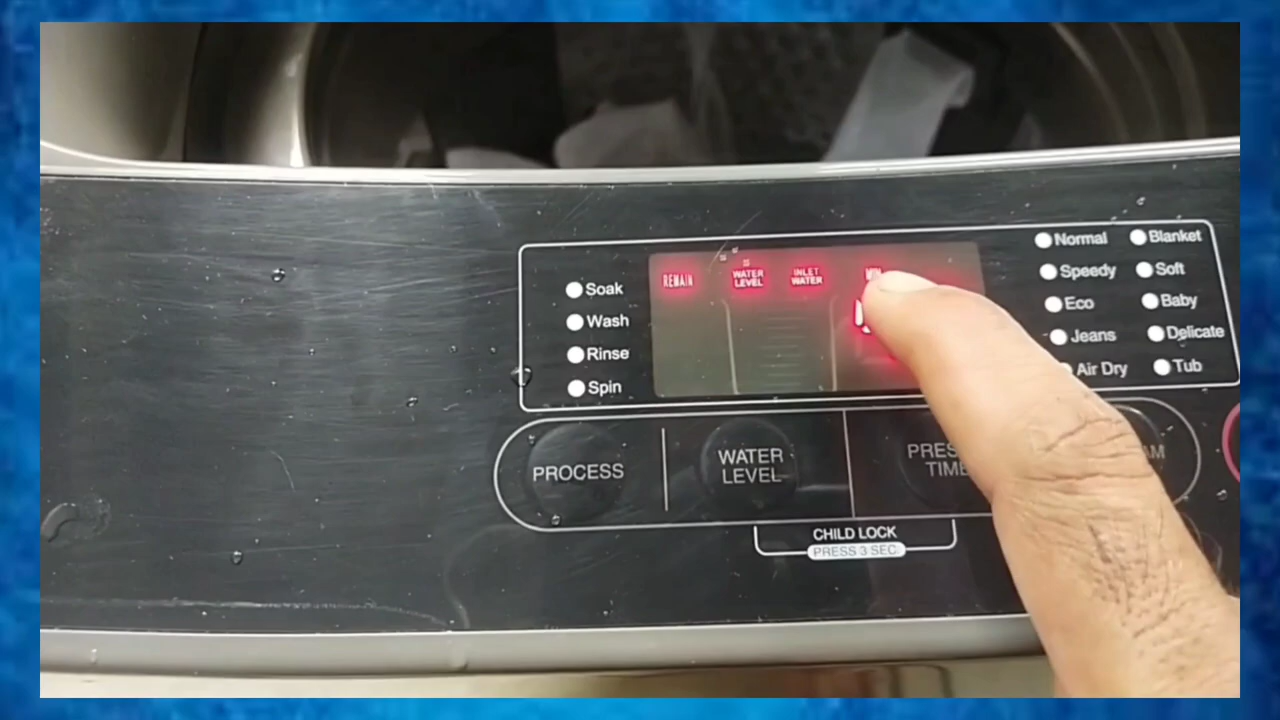 Soak
Wash
Rinse
Spin
REMAIN
WATER
LEVEL
INLET
WATER
Normal
Blanket
Speedy
Soft
Eco
Baby
Jeans
Delicate
Air Dry
Tub
PROCESS
WATER
LEVEL
CHILD LOCK
PRESS 3 SEC